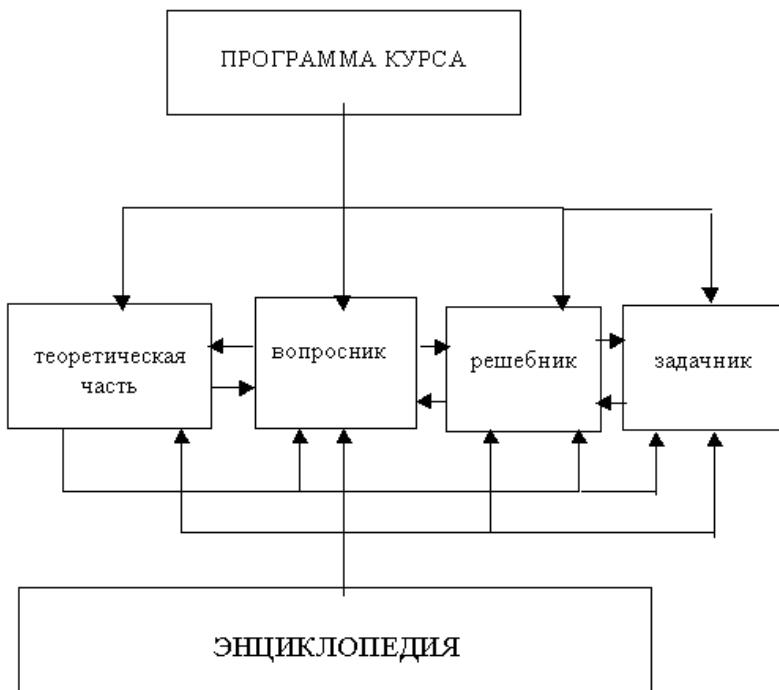 ПРОГРАММА КУРСА
теоретическая
часть
вопросник
решебник
задачник
ЭНЦИКЛОПЕДИЯ